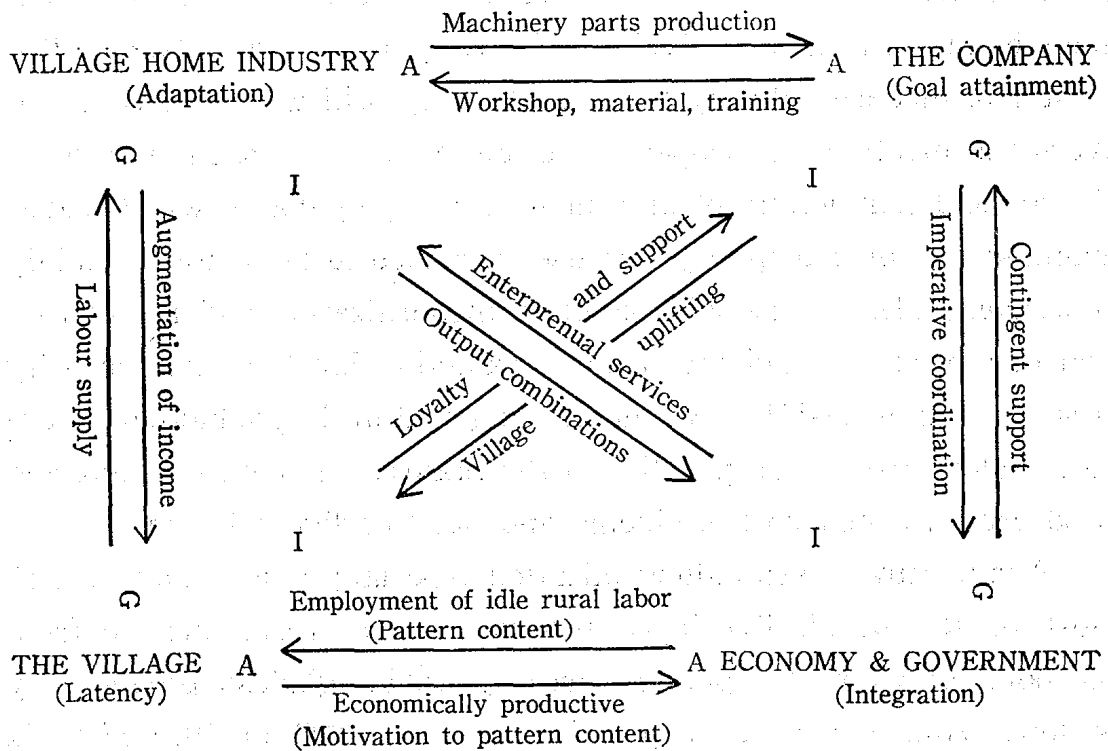 Machinery parts production
VILLAGE HOME INDUSTRY A
(Adaptation)
A THE COMPANY
(Goal attainment)
Workshop, material, training
G
G
I
I
Labour supply
Augmentation of income
Enterprenual services
Output combinations
Loyalty and support
Village uplifting
Imperative coordination
Contingent support
I
I
G
G
Employment of idle rural labor
(Pattern content)
THE VILLAGE A
(Latency)
A ECONOMY & GOVERNMENT
(Integration)
Economically productive
(Motivation to pattern content)